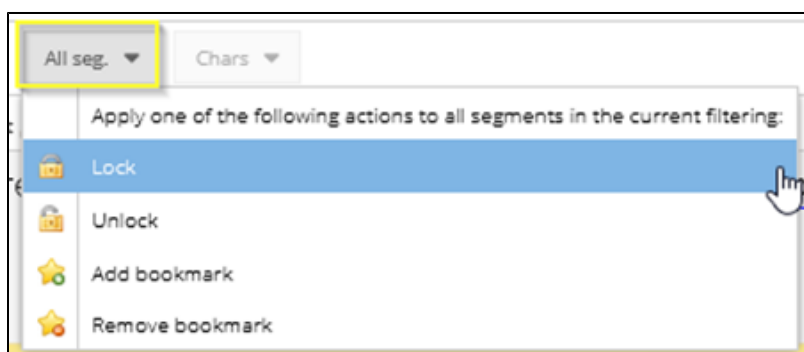 All seg.
Chars
Apply one of the following actions to all segments in the current filtering:
Lock
Unlock
Add bookmark
Remove bookmark